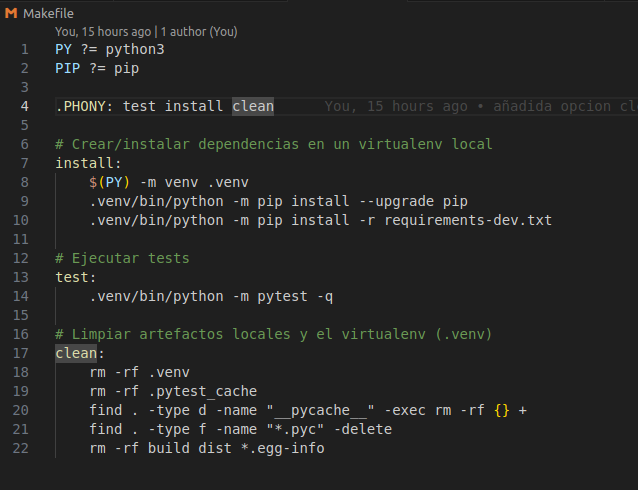 Makefile
You, 15 hours ago | 1 author (You)
1 PY ?= python3
2 PIP ?= pip
3
4 .PHONY: test install clean You, 15 hours ago • añadida opcion cl
5
6 # Crear/instalar dependencias en un virtualenv local
7 install:
8 $(PY) -m venv .venv
9 .venv/bin/python -m pip install --upgrade pip
10 .venv/bin/python -m pip install -r requirements-dev.txt
11
12 # Ejecutar tests
13 test:
14 .venv/bin/python -m pytest -q
15
16 # Limpiar artefactos locales y el virtualenv (.venv)
17 clean:
18 rm -rf .venv
19 rm -rf .pytest_cache
20 find . -type d -name "__pycache__" -exec rm -rf {} +
21 find . -type f -name "*.pyc" -delete
22 rm -rf build dist *.egg-info